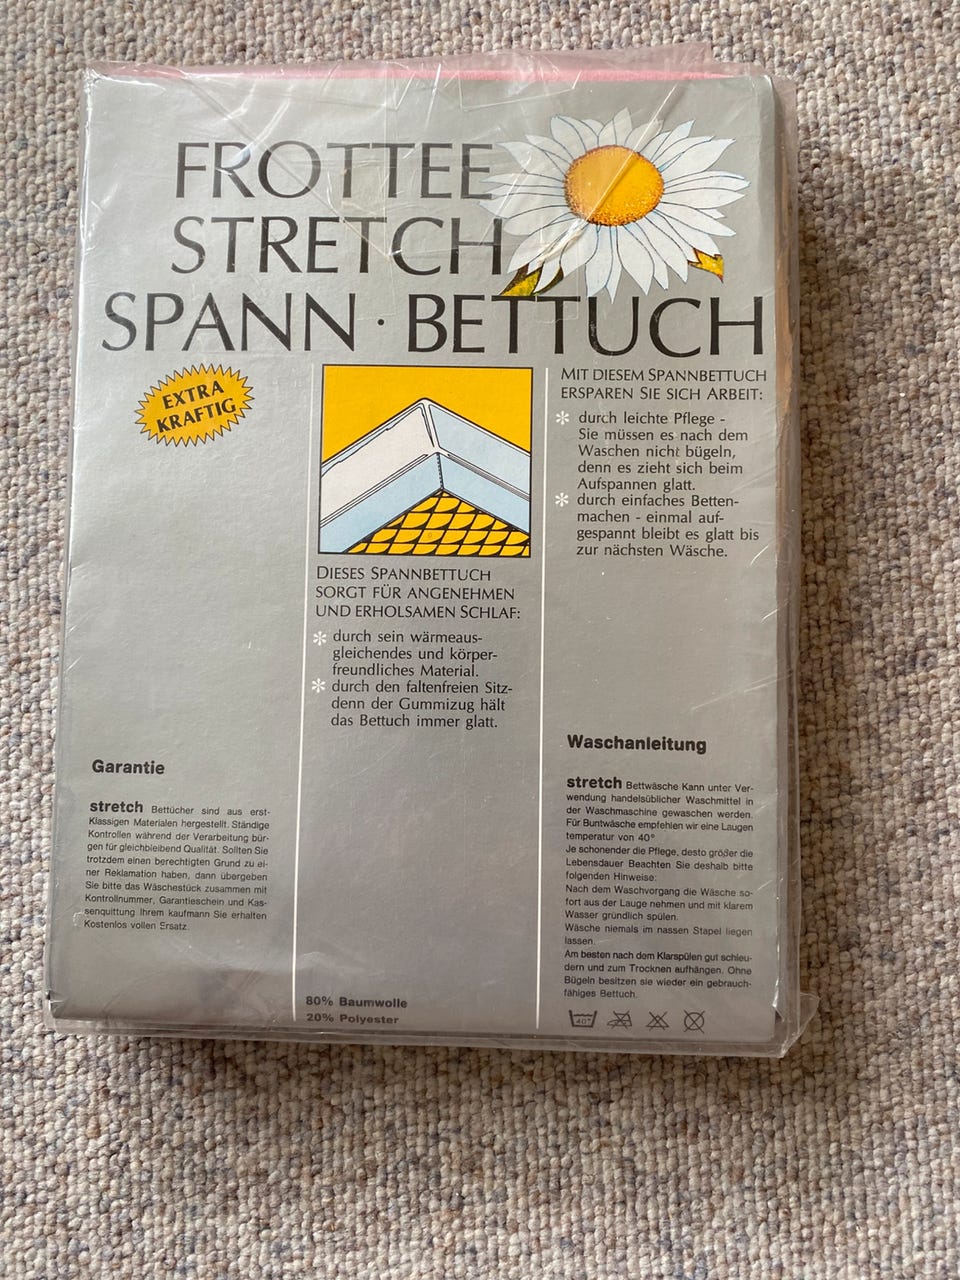 FROTTEE
STRETCH
SPANN · BETTUCH
EXTRA
KRAFTIG
Garantie
stretch Bettücher sind aus erst-
Klassigen Materialen hergestellt. Ständige
Kontrollen während der Verarbeitung bür-
gen für gleichbleibend Qualität. Sollten Sie
trotzdem einen berechtigten Grund zu ei-
ner Reklamation haben, dann übergeben
Sie bitte das Wäschestück zusammen mit
Kontrollnummer, Garantieschein und Kas-
senquittung Ihrem kaufmann Sie erhalten
Kostenlos vollen Ersatz.
DIESES SPANNBETTUCH
SORGT FÜR ANGENEHMEN
UND ERHOLSAMEN SCHLAF:
* durch sein wärmeaus-
gleichendes und körper-
freundliches Material.
* durch den faltenfreien Sitz-
denn der Gummizug hält
das Bettuch immer glatt.
80% Baumwolle
20% Polyester
MIT DIESEM SPANNBETTUCH
ERSPAREN SIE SICH ARBEIT:
* durch leichte Pflege -
Sie müssen es nach dem
Waschen nicht bügeln,
denn es zieht sich beim
Aufspannen glatt.
* durch einfaches Betten-
machen - einmal auf-
gespannt bleibt es glatt bis
zur nächsten Wäsche.
Waschanleitung
stretch Bettwäsche Kann unter Ver-
wendung handelsüblicher Waschmittel in
der Waschmaschine gewaschen werden.
Für Buntwäsche empfehlen wir eine Laugen
temperatur von 40°
Je schonender die Pflege, desto größer die
Lebensdauer Beachten Sie deshalb bitte
folgenden Hinweise:
Nach dem Waschvorgang die Wäsche so-
fort aus der Lauge nehmen und mit klarem
Wasser gründlich spülen.
Wäsche niemals im nassen Stapel liegen
lassen.
Am besten nach dem Klarspülen gut schleu-
dern und zum Trocknen aufhängen. Ohne
Bügeln besitzen sie wieder ein gebrauch-
fähiges Bettuch.
40°